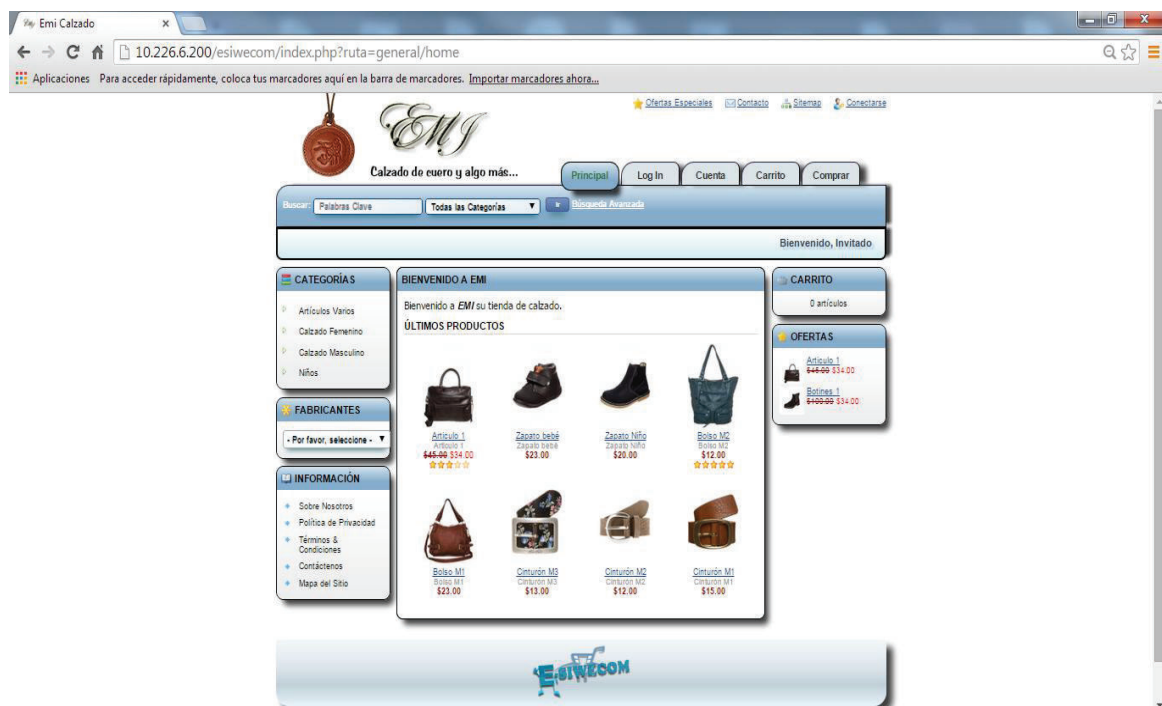 Emi Calzado
10.226.6.200/esiwecom/index.php?ruta=general/home
Aplicaciones Para acceder rápidamente, coloca tus marcadores aquí en la barra de marcadores. Importar marcadores ahora...
Ofertas Especiales Contacto Sitemap Conectarse
EMI
Calzado de cuero y algo más...
Principal Log In Cuenta Carrito Comprar
Buscar: Palabras Clave Todas las Categorías Ir Búsqueda Avanzada
Bienvenido, Invitado
CATEGORÍAS
Artículos Varios
Calzado Femenino
Calzado Masculino
Niños
FABRICANTES
- Por favor, seleccione -
INFORMACIÓN
Sobre Nosotros
Política de Privacidad
Términos &
Condiciones
Contáctenos
Mapa del Sitio
BIENVENIDO A EMI
Bienvenido a EMI su tienda de calzado.
ÚLTIMOS PRODUCTOS
Artículo 1 Zapato bebé Zapato Niño Bolso M2
Artículo 1 Zapato bebé Zapato Niño Bolso M2
$45.00 $34.00 $23.00 $20.00 $12.00
Bolso M1 Cinturón M3 Cinturón M2 Cinturón M1
Bolso M1 Cinturón M3 Cinturón M2 Cinturón M1
$23.00 $13.00 $12.00 $15.00
CARRITO
0 artículos
OFERTAS
Artículo 1
$45.00 $34.00
Botines 1
$100.00 $34.00
ESIWECOM